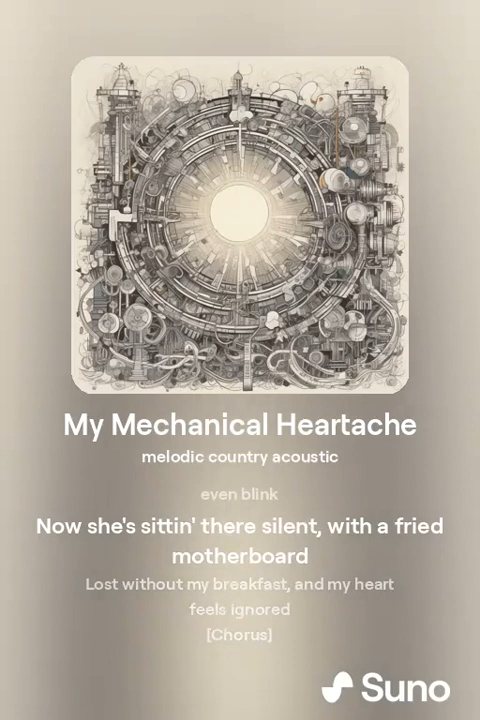 My Mechanical Heartache
melodic country acoustic
even blink
Now she's sittin' there silent, with a fried
motherboard
Lost without my breakfast, and my heart
feels ignored
[Chorus]
Suno